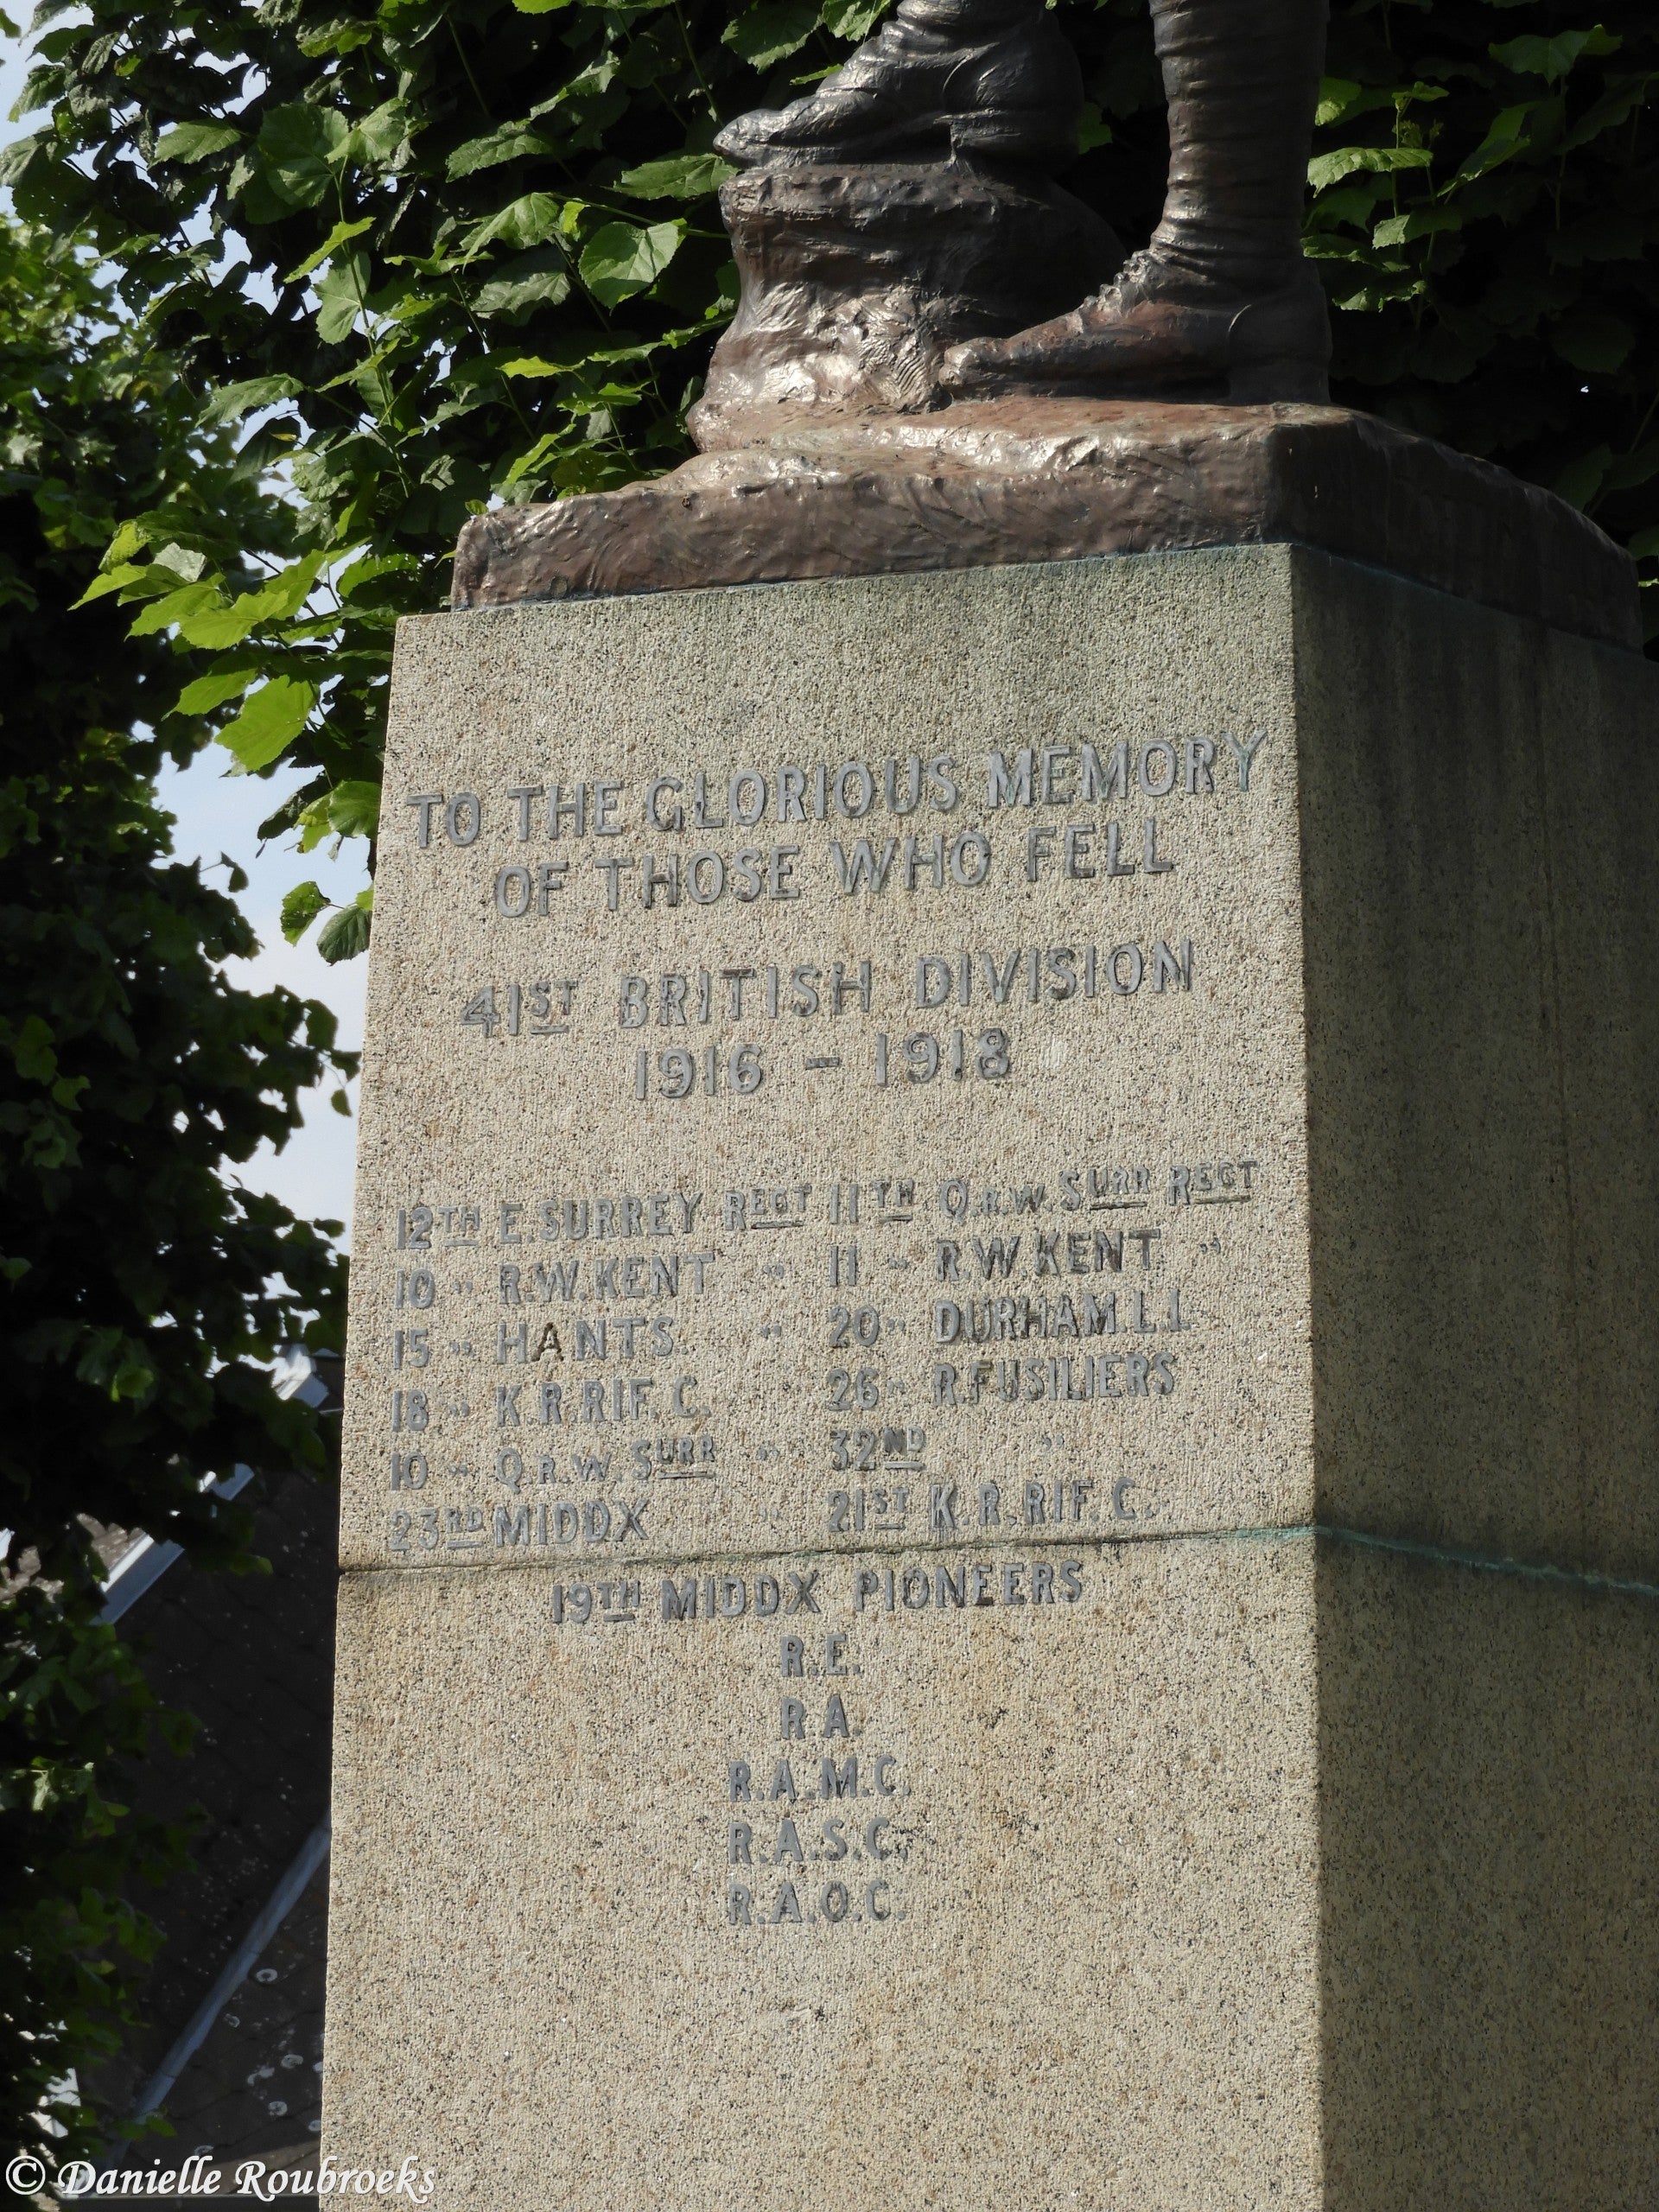 TO THE GLORIOUS MEMORY
OF THOSE WHO FELL
41ST BRITISH DIVISION
1916 - 1918
12TH E. SURREY REGT 11TH Q.R.W. SURR REGT
10 " R.W. KENT " 11 " R.W. KENT "
15 " HANTS. " 20 " DURHAM. L.I.
18 " K.R. RIF. C. 26 " R. FUSILIERS
10 " Q.R.W. SURR " 32ND "
23RD MIDDX " 21ST K.R. RIF. C.
19TH MIDDX PIONEERS
R.E.
R.A.
R.A.M.C.
R.A.S.C.
R.A.O.C.
© Danielle Roubroeks